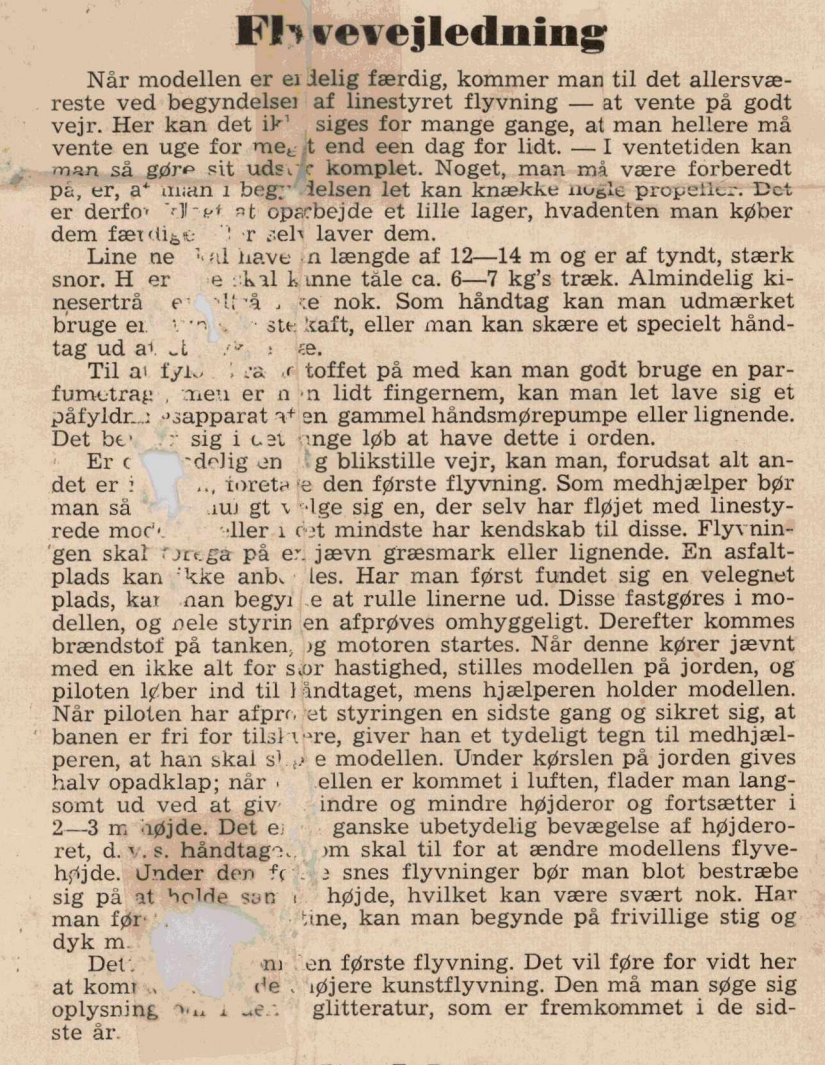 Flyvevejledning
Når modellen er endelig færdig, kommer man til det allersvæ-
reste ved begyndelsen af linestyret flyvning — at vente på godt
vejr. Her kan det ikke siges for mange gange, at man hellere må
vente en uge for meget end een dag for lidt. — I ventetiden kan
man så gøre sit udstyr komplet. Noget, man må være forberedt
på, er, at man i begyndelsen let kan knække nogle propeller. Det
er derfor at oparbejde et lille lager, hvadenten man køber
dem færdige eller selv laver dem.
Linerne skal have en længde af 12—14 m og er af tyndt, stærk
snor. H skal kunne tåle ca. 6—7 kg's træk. Almindelig ki-
nesertrå ikke nok. Som håndtag kan man udmærket
bruge et kosteskaft, eller man kan skære et specielt hånd-
tag ud af et
Til at fylde stoffet på med kan man godt bruge en par-
fumetragt, men er man lidt fingernem, kan man let lave sig et
påfyldningsapparat af en gammel håndsmørepumpe eller lignende.
Det betaler sig i det lange løb at have dette i orden.
Er det endelig en dag blikstille vejr, kan man, forudsat alt an-
det er i orden, foretage den første flyvning. Som medhjælper bør
man så vælge sig en, der selv har fløjet med linesty-
rede modeller eller i det mindste har kendskab til disse. Flyvnin-
gen skal foregå på en jævn græsmark eller lignende. En asfalt-
plads kan ikke anbefales. Har man først fundet sig en velegnet
plads, kan man begynde at rulle linerne ud. Disse fastgøres i mo-
dellen, og hele styringen afprøves omhyggeligt. Derefter kommes
brændstof på tanken, og motoren startes. Når denne kører jævnt
med en ikke alt for stor hastighed, stilles modellen på jorden, og
piloten løber ind til håndtaget, mens hjælperen holder modellen.
Når piloten har afprøvet styringen en sidste gang og sikret sig, at
banen er fri for tilskuere, giver han et tydeligt tegn til medhjæl-
peren, at han skal slippe modellen. Under kørslen på jorden gives
halv opadklap; når modellen er kommet i luften, flader man lang-
somt ud ved at give mindre og mindre højderor og fortsætter i
2—3 m højde. Det er ganske ubetydelig bevægelse af højdero-
ret, d. v. s. håndtaget, som skal til for at ændre modellens flyve-
højde. Under den første snes flyvninger bør man blot bestræbe
sig på at holde samme højde, hvilket kan være svært nok. Har
man først rutine, kan man begynde på frivillige stig og
dyk m.
Det om den første flyvning. Det vil føre for vidt her
at komme de højere kunstflyvning. Den må man søge sig
oplysning om i den glitteratur, som er fremkommet i de sid-
ste år.